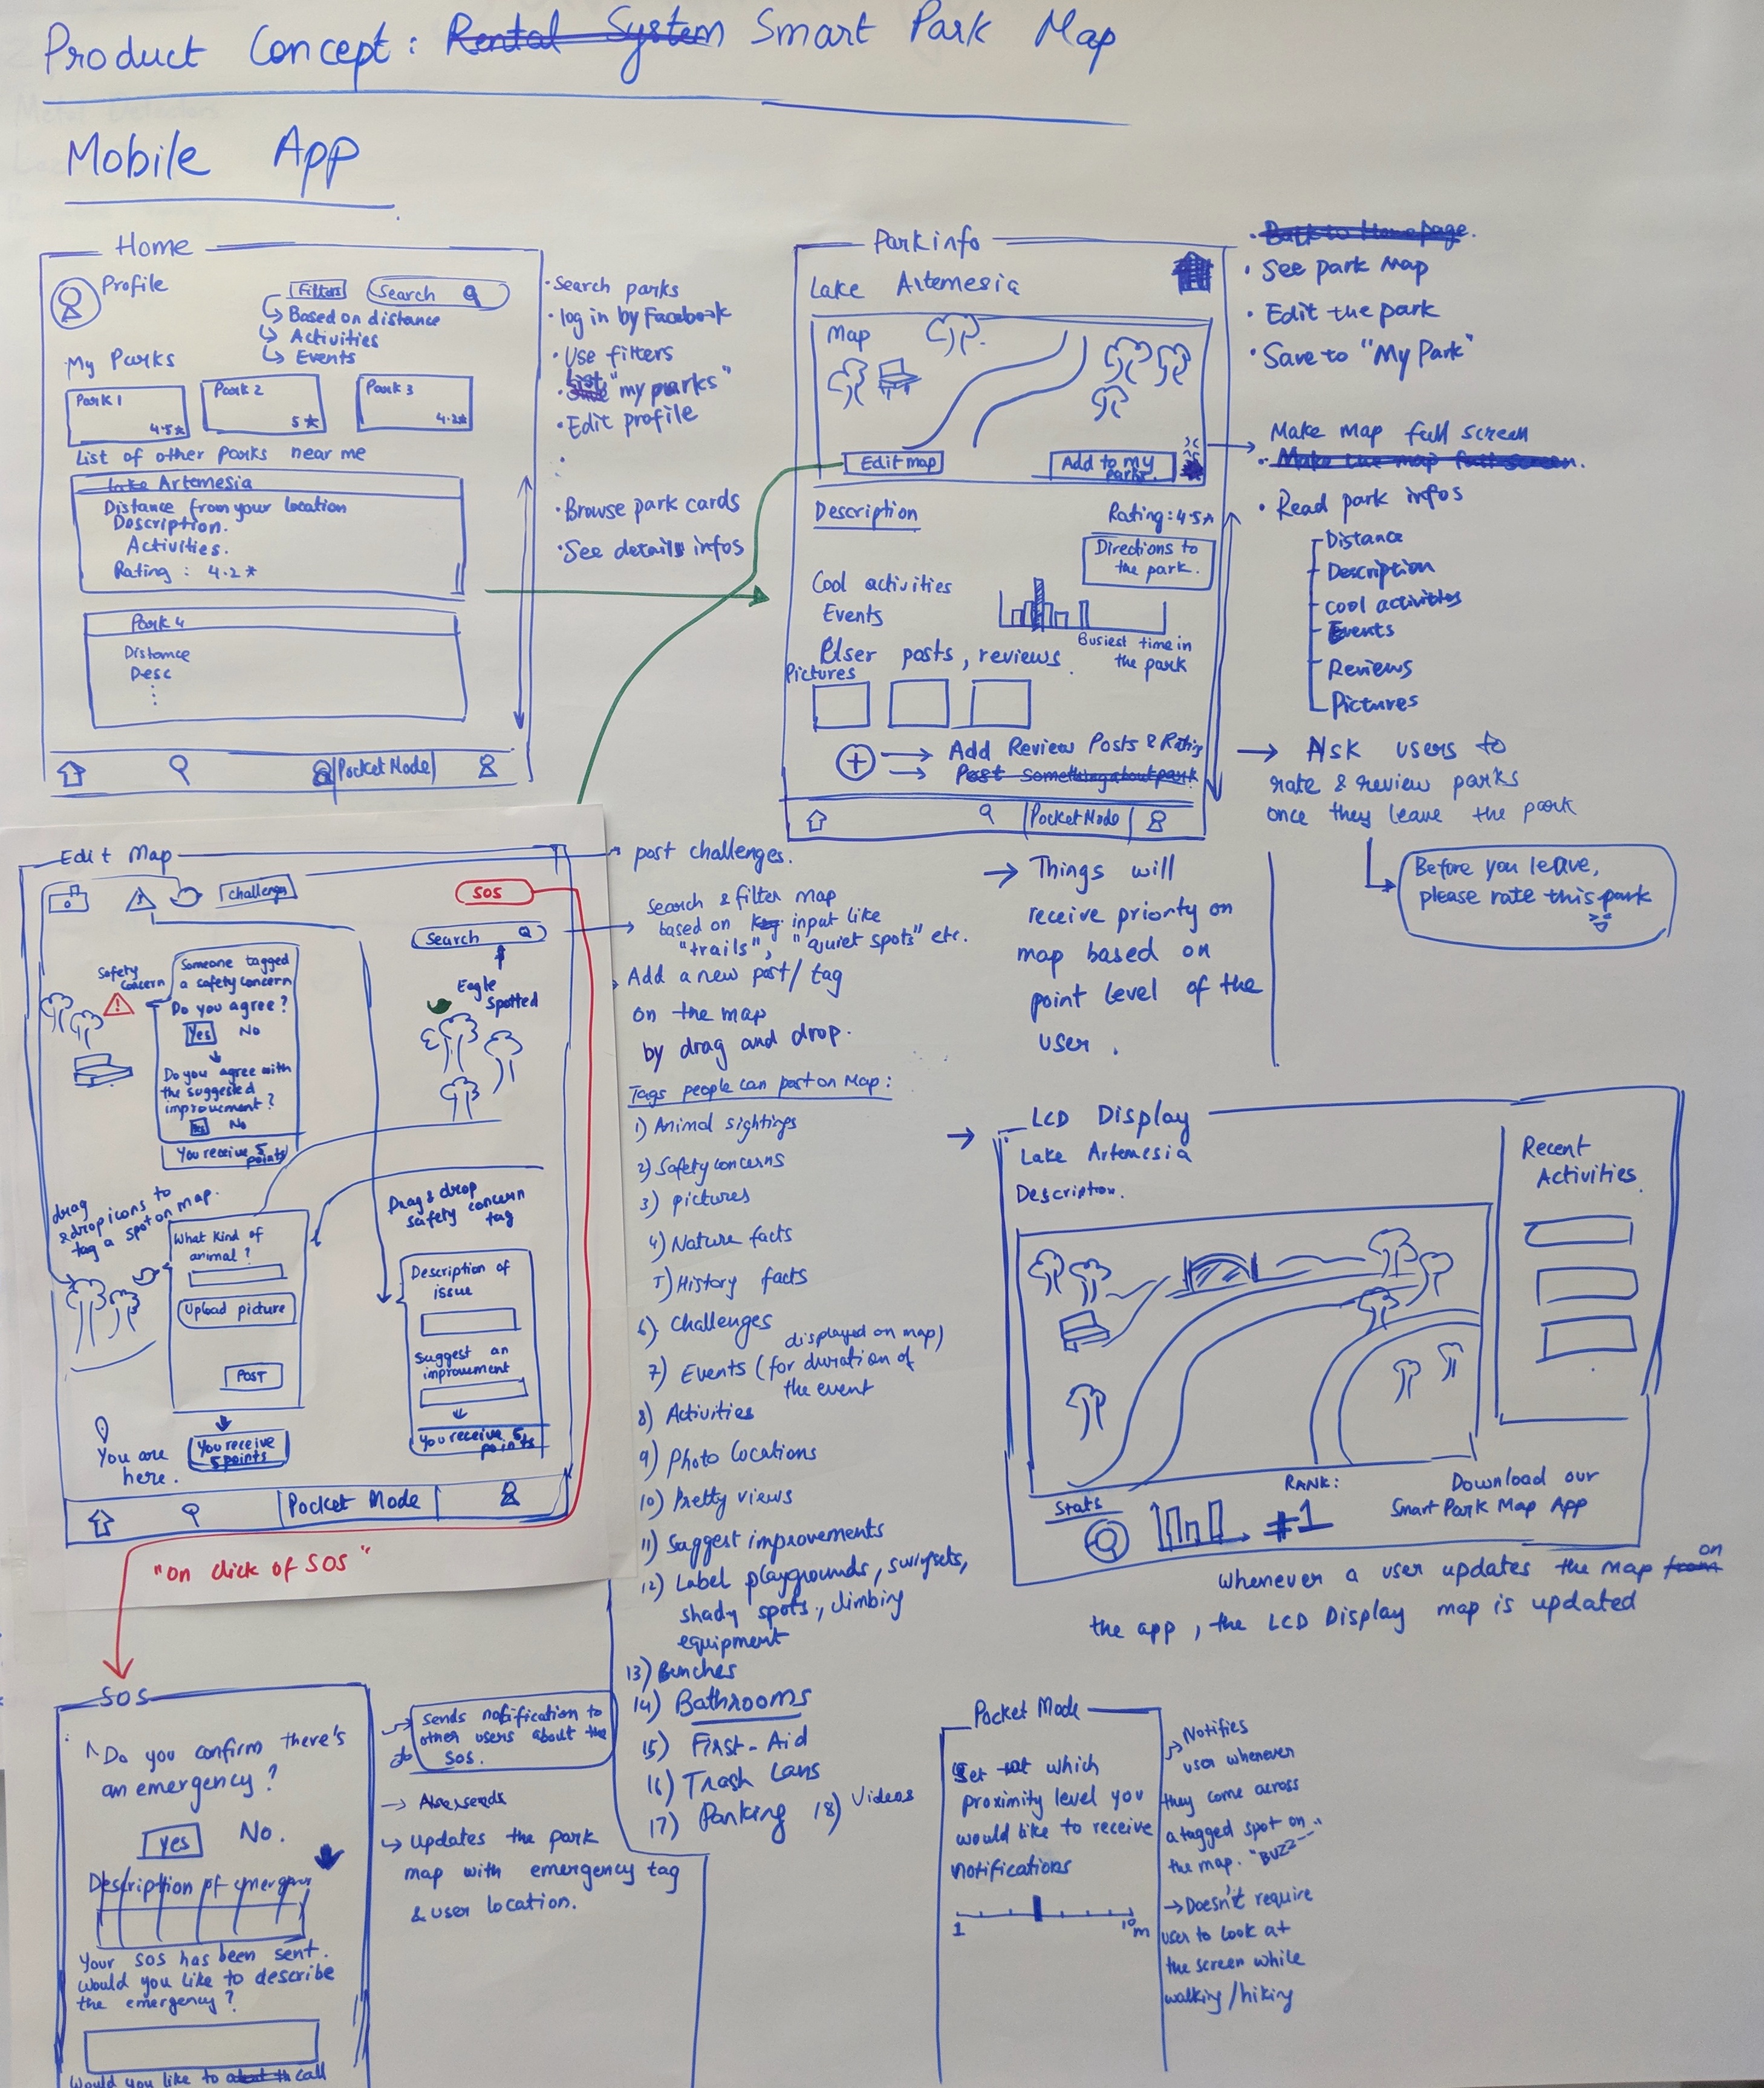 Product Concept: Rental System Smart Park Map
Mobile App
Home
Profile
Filters
Search
Based on distance
Activities
Events
My Parks
Park 1
4.5★
Park 2
5★
Park 3
4.2★
List of other parks near me
Lake Artemesia
Distance from your location
Description.
Activities.
Rating : 4.2★
Park 4
Distance
Desc
Pocket Mode
• Search parks
• log in by Facebook
• Use filters
"my parks"
• Edit profile
• Browse park cards
• See details infos
Park info
Lake Artemesia
Map
Edit map
Add to my
parks.
Description
Rating: 4.5★
Directions to
the park.
Cool activities
Events
Busiest time in
the park
User posts, reviews
Pictures
+ → Add Review Posts & Rating
→ Post something about park
Pocket Mode
• Back to Homepage.
• See park Map
• Edit the park
• Save to "My Park"
→ Make Map full screen
• Make the map full screen.
• Read park infos
Distance
Description
Cool activities
Events
Reviews
Pictures
→ Ask users to
rate & review parks
once they leave the park
Before you leave,
please rate this park
Edit Map
Challenge
SOS
Search
Safety
Concern
Someone tagged
a safety concern
Do you agree?
Yes No
Do you agree with
the suggested
improvement?
Yes No
You receive 5
points
Eagle
Spotted
drag
& drop icons to
tag a spot on map.
What kind of
animal?
Upload picture
POST
You receive
5 points
Drag & drop
safety concern
tag
Description of
issue
Suggest an
improvement
You receive 5
points
You are
here.
Pocket Mode
"On click of SOS"
post challenges.
Search & filter map
based on input like
"trails", "quiet spots" etc.
Add a new post/ tag
on the map
by drag and drop.
Tags people can post on Map:
1) Animal sightings
2) Safety concerns
3) pictures
4) Nature facts
5) History facts
6) Challenges
displayed on map)
7) Events (for duration of
the event
8) Activities
9) Photo locations
10) Pretty views
11) Suggest improvements
12) Label playgrounds, swingsets,
shady spots, climbing
equipment
13) Benches
14) Bathrooms
15) First-Aid
16) Trash Cans
17) Parking 18) Videos
→ Things will
receive priority on
map based on
point level of the
user.
→ LCD Display
Lake Artemesia
Description.
Recent
Activities
Stats
RANK:
#1
Download our
Smart Park Map App
Whenever a user updates the map from on
the app, the LCD Display map is updated
SOS
Do you confirm there's
an emergency?
Yes No.
Description of emergency
Your SOS has been sent.
Would you like to describe
the emergency?
Would you like to call
Sends notification to
other users about the
SOS.
→ Also sends
Updates the park
map with emergency tag
& user location.
Pocket Mode
Set which
proximity level you
would like to receive
notifications
1 10 m
→ Notifies
user whenever
they come across
a tagged spot on
the map. "BUZZ---"
→ Doesn't require
user to look at
the screen while
walking/hiking